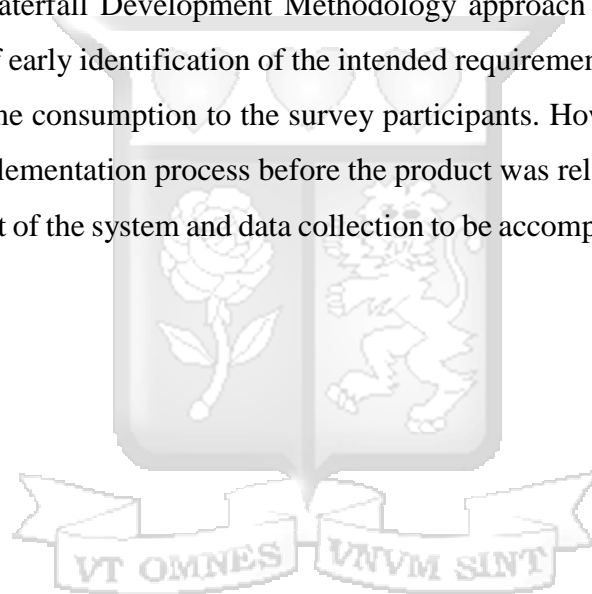 aterfall Development Methodology approach
early identification of the intended requiremen
ne consumption to the survey participants. How
lementation process before the product was rel
t of the system and data collection to be accomp
VT OMNES VNVM SINT